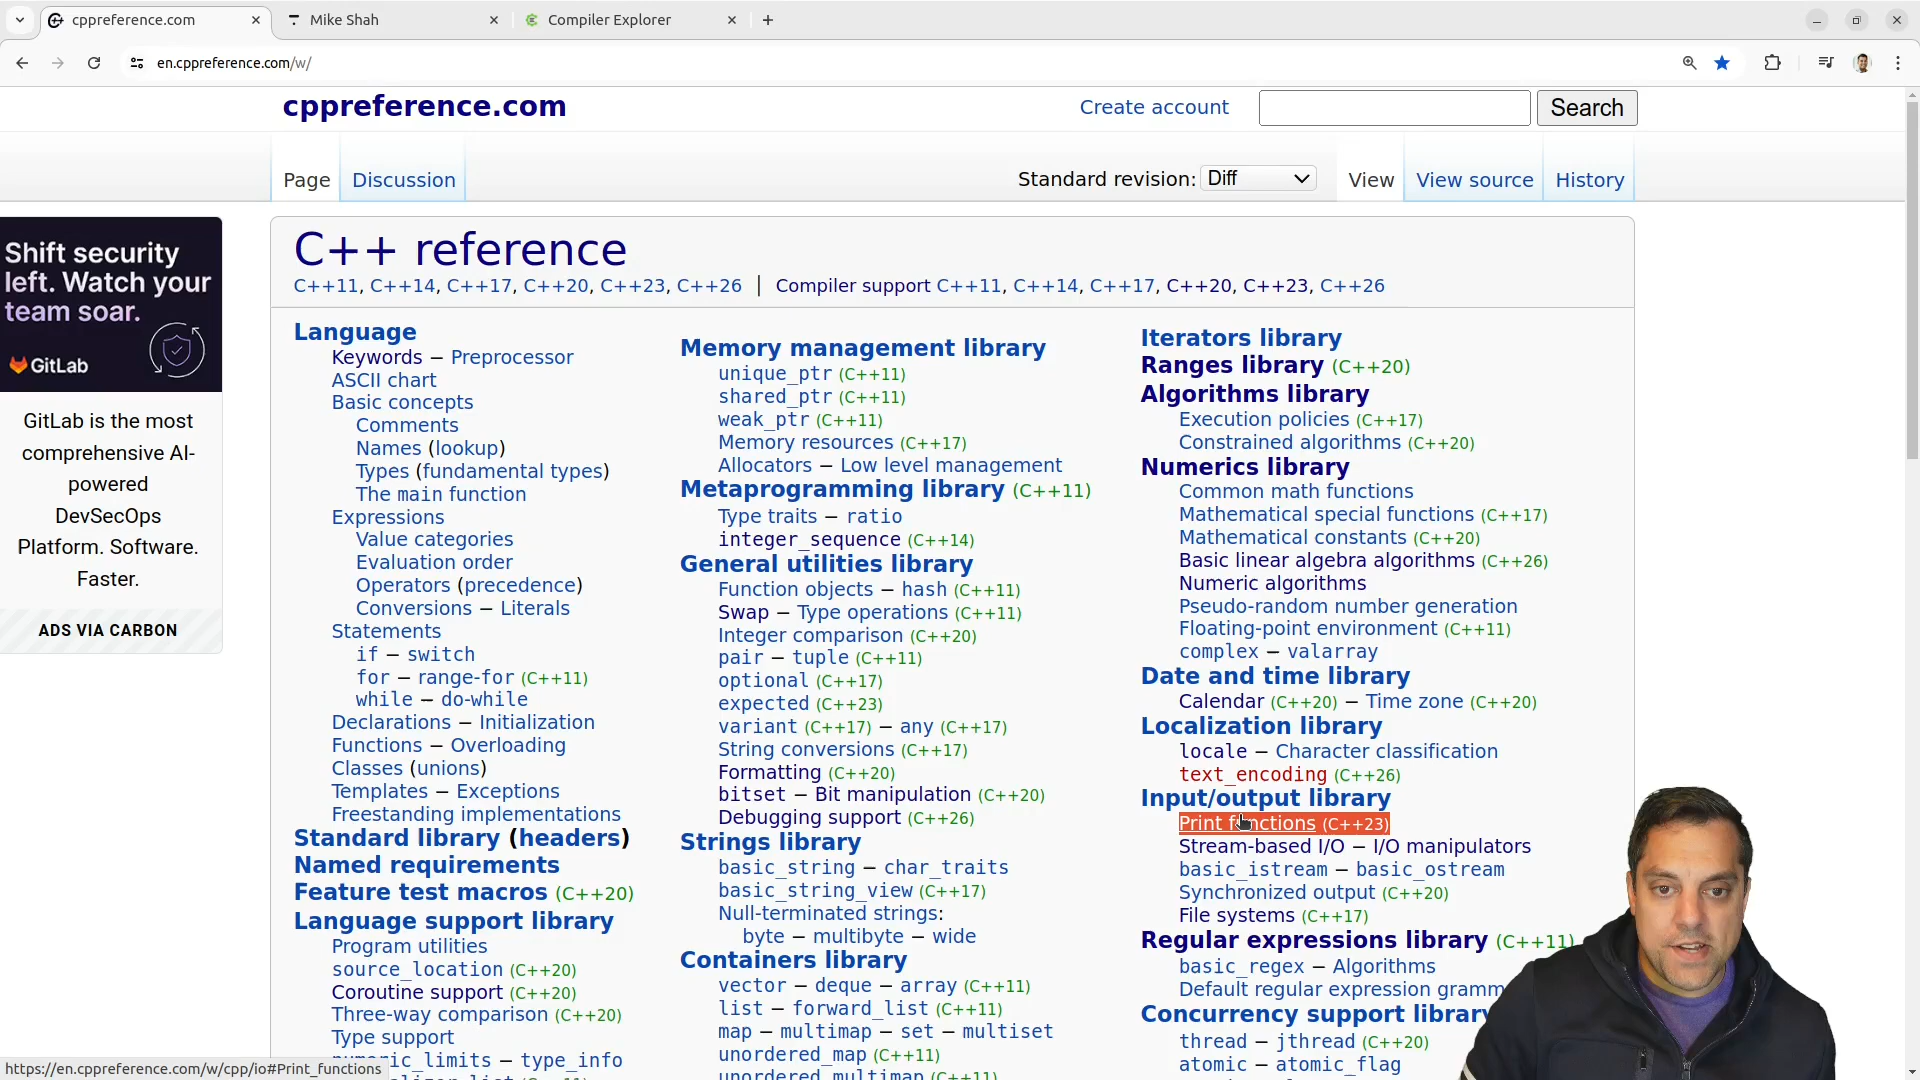 cppreference.com
Mike Shah
Compiler Explorer
en.cppreference.com/w/
cppreference.com
Create account
Search
Page
Discussion
Standard revision: Diff
View
View source
History
Shift security
left. Watch your
team soar.
GitLab
GitLab is the most
comprehensive AI-
powered
DevSecOps
Platform. Software.
Faster.
ADS VIA CARBON
C++ reference
C++11, C++14, C++17, C++20, C++23, C++26 | Compiler support C++11, C++14, C++17, C++20, C++23, C++26
Language
Keywords − Preprocessor
ASCII chart
Basic concepts
Comments
Names (lookup)
Types (fundamental types)
The main function
Expressions
Value categories
Evaluation order
Operators (precedence)
Conversions − Literals
Statements
if − switch
for − range-for (C++11)
while − do-while
Declarations − Initialization
Functions − Overloading
Classes (unions)
Templates − Exceptions
Freestanding implementations
Standard library (headers)
Named requirements
Feature test macros (C++20)
Language support library
Program utilities
source_location (C++20)
Coroutine support (C++20)
Three-way comparison (C++20)
Type support
numeric_limits − type_info
Memory management library
unique_ptr (C++11)
shared_ptr (C++11)
weak_ptr (C++11)
Memory resources (C++17)
Allocators − Low level management
Metaprogramming library (C++11)
Type traits − ratio
integer_sequence (C++14)
General utilities library
Function objects − hash (C++11)
Swap − Type operations (C++11)
Integer comparison (C++20)
pair − tuple (C++11)
optional (C++17)
expected (C++23)
variant (C++17) − any (C++17)
String conversions (C++17)
Formatting (C++20)
bitset − Bit manipulation (C++20)
Debugging support (C++26)
Strings library
basic_string − char_traits
basic_string_view (C++17)
Null-terminated strings:
byte − multibyte − wide
Containers library
vector − deque − array (C++11)
list − forward_list (C++11)
map − multimap − set − multiset
unordered_map (C++11)
unordered_multimap (C++11)
Iterators library
Ranges library (C++20)
Algorithms library
Execution policies (C++17)
Constrained algorithms (C++20)
Numerics library
Common math functions
Mathematical special functions (C++17)
Mathematical constants (C++20)
Basic linear algebra algorithms (C++26)
Numeric algorithms
Pseudo-random number generation
Floating-point environment (C++11)
complex − valarray
Date and time library
Calendar (C++20) − Time zone (C++20)
Localization library
locale − Character classification
text_encoding (C++26)
Input/output library
Print functions (C++23)
Stream-based I/O − I/O manipulators
basic_istream − basic_ostream
Synchronized output (C++20)
File systems (C++17)
Regular expressions library (C++11)
basic_regex − Algorithms
Default regular expression gramm
Concurrency support library
thread − jthread (C++20)
atomic − atomic_flag
https://en.cppreference.com/w/cpp/io#Print_functions